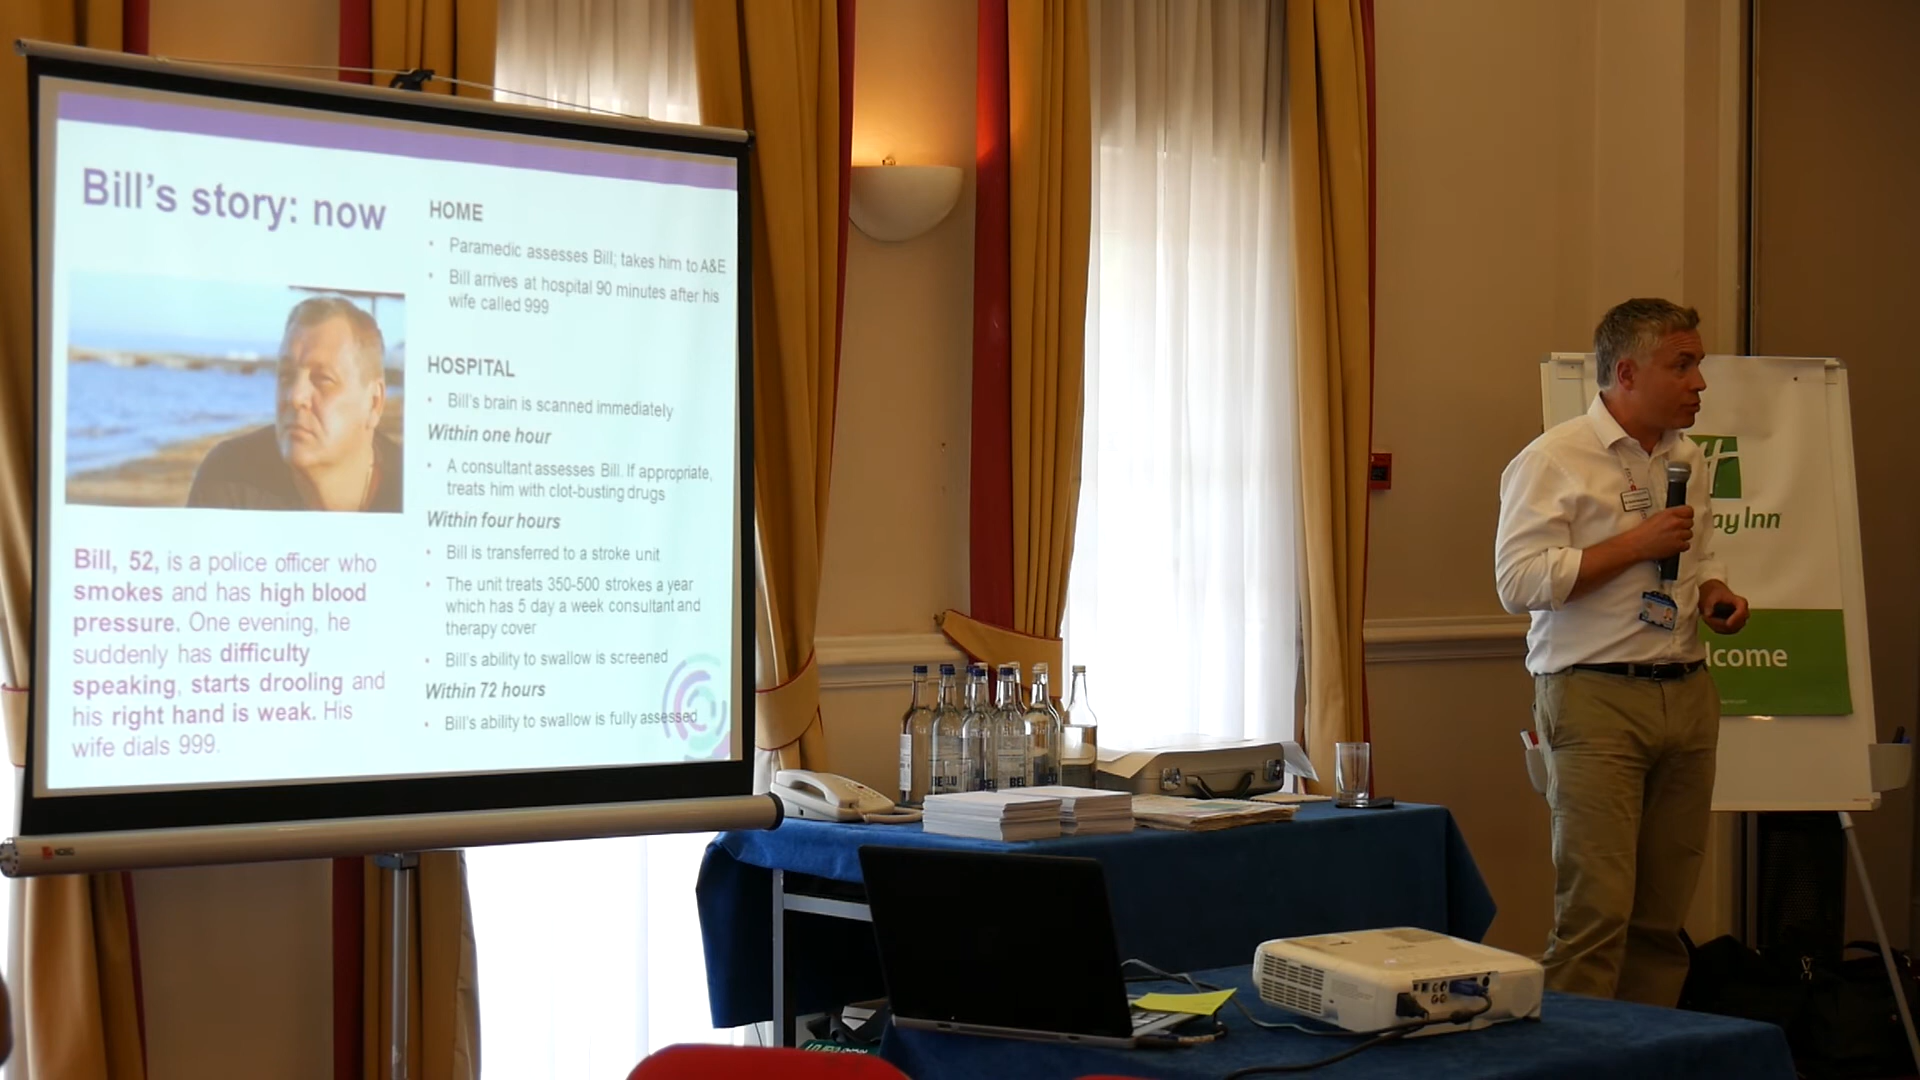 Bill's story: now
Bill, 52, is a police officer who
smokes and has high blood
pressure. One evening, he
suddenly has difficulty
speaking, starts drooling and
his right hand is weak. His
wife dials 999.
HOME
• Paramedic assesses Bill; takes him to A&E
• Bill arrives at hospital 90 minutes after his
wife called 999
HOSPITAL
• Bill's brain is scanned immediately
Within one hour
• A consultant assesses Bill. If appropriate,
treats him with clot-busting drugs
Within four hours
• Bill is transferred to a stroke unit
• The unit treats 350-500 strokes a year
which has 5 day a week consultant and
therapy cover
• Bill's ability to swallow is screened
Within 72 hours
• Bill's ability to swallow is fully assessed
BELU
ay Inn
lcome